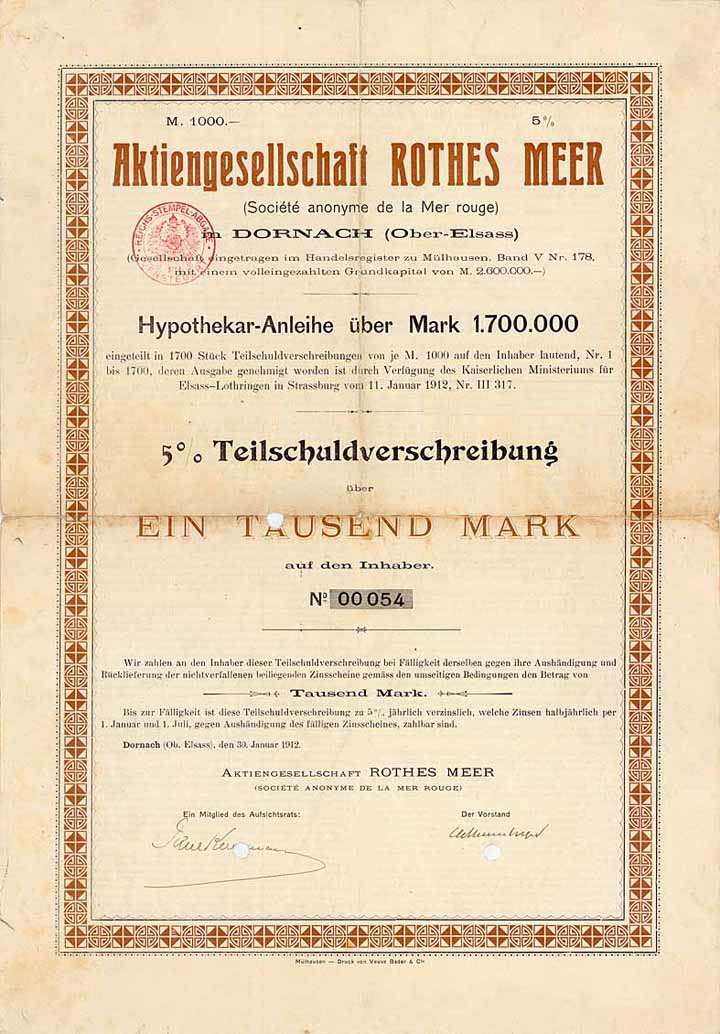 M. 1000.—
5%
Aktiengesellschaft ROTHES MEER
(Société anonyme de la Mer rouge)
in DORNACH (Ober-Elsass)
REICHS-STEMPEL-ABGABE
(Gesellschaft eingetragen im Handelsregister zu Mülhausen, Band V Nr. 178,
mit einem volleingezahlten Grundkapital von M. 2.600.000.—)
Hypothekar-Anleihe über Mark 1.700.000
eingeteilt in 1700 Stück Teilschuldverschreibungen von je M. 1000 auf den Inhaber lautend, Nr. 1
bis 1700, deren Ausgabe genehmigt worden ist durch Verfügung des Kaiserlichen Ministeriums für
Elsass-Lothringen in Strassburg vom 11. Januar 1912, Nr. III 317.
5% Teilschuldverschreibung
über
EIN TAUSEND MARK
auf den Inhaber.
No 00054
Wir zahlen an den Inhaber dieser Teilschuldverschreibung bei Fälligkeit derselben gegen ihre Aushändigung und
Rücklieferung der nichtverfallenen beiliegenden Zinsscheine gemäss den umseitigen Bedingungen den Betrag von
Tausend Mark.
Bis zur Fälligkeit ist diese Teilschuldverschreibung zu 5% jährlich verzinslich, welche Zinsen halbjährlich per
1. Januar und 1. Juli, gegen Aushändigung des fälligen Zinsscheines, zahlbar sind.
Dornach (Ob. Elsass), den 30. Januar 1912.
AKTIENGESELLSCHAFT ROTHES MEER
(SOCIÉTÉ ANONYME DE LA MER ROUGE)
Ein Mitglied des Aufsichtsrats:
Der Vorstand
Mülhausen — Druck von Veuve Bader & Cie